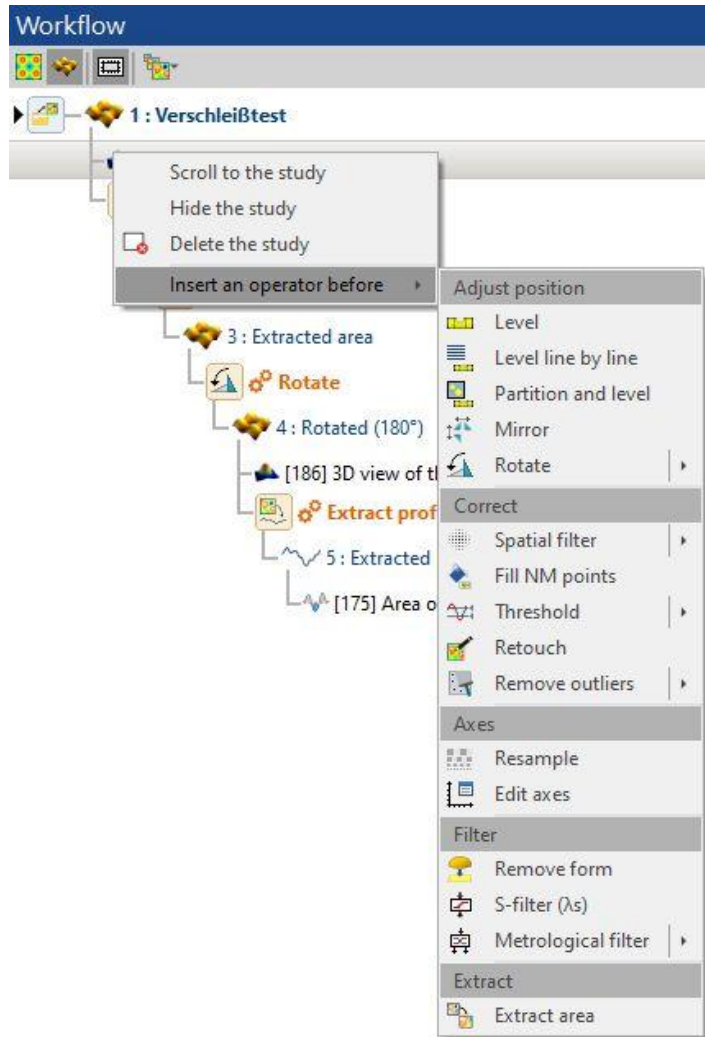 Workflow
1 : Verschleißtest
Scroll to the study
Hide the study
Delete the study
Insert an operator before
Adjust position
Level
3 : Extracted area
Level line by line
Rotate
Partition and level
4 : Rotated (180°)
Mirror
[186] 3D view of t
Rotate
Extract prof
Correct
Spatial filter
5 : Extracted
Fill NM points
[175] Area o
Threshold
Retouch
Remove outliers
Axes
Resample
Edit axes
Filter
Remove form
S-filter (λs)
Metrological filter
Extract
Extract area